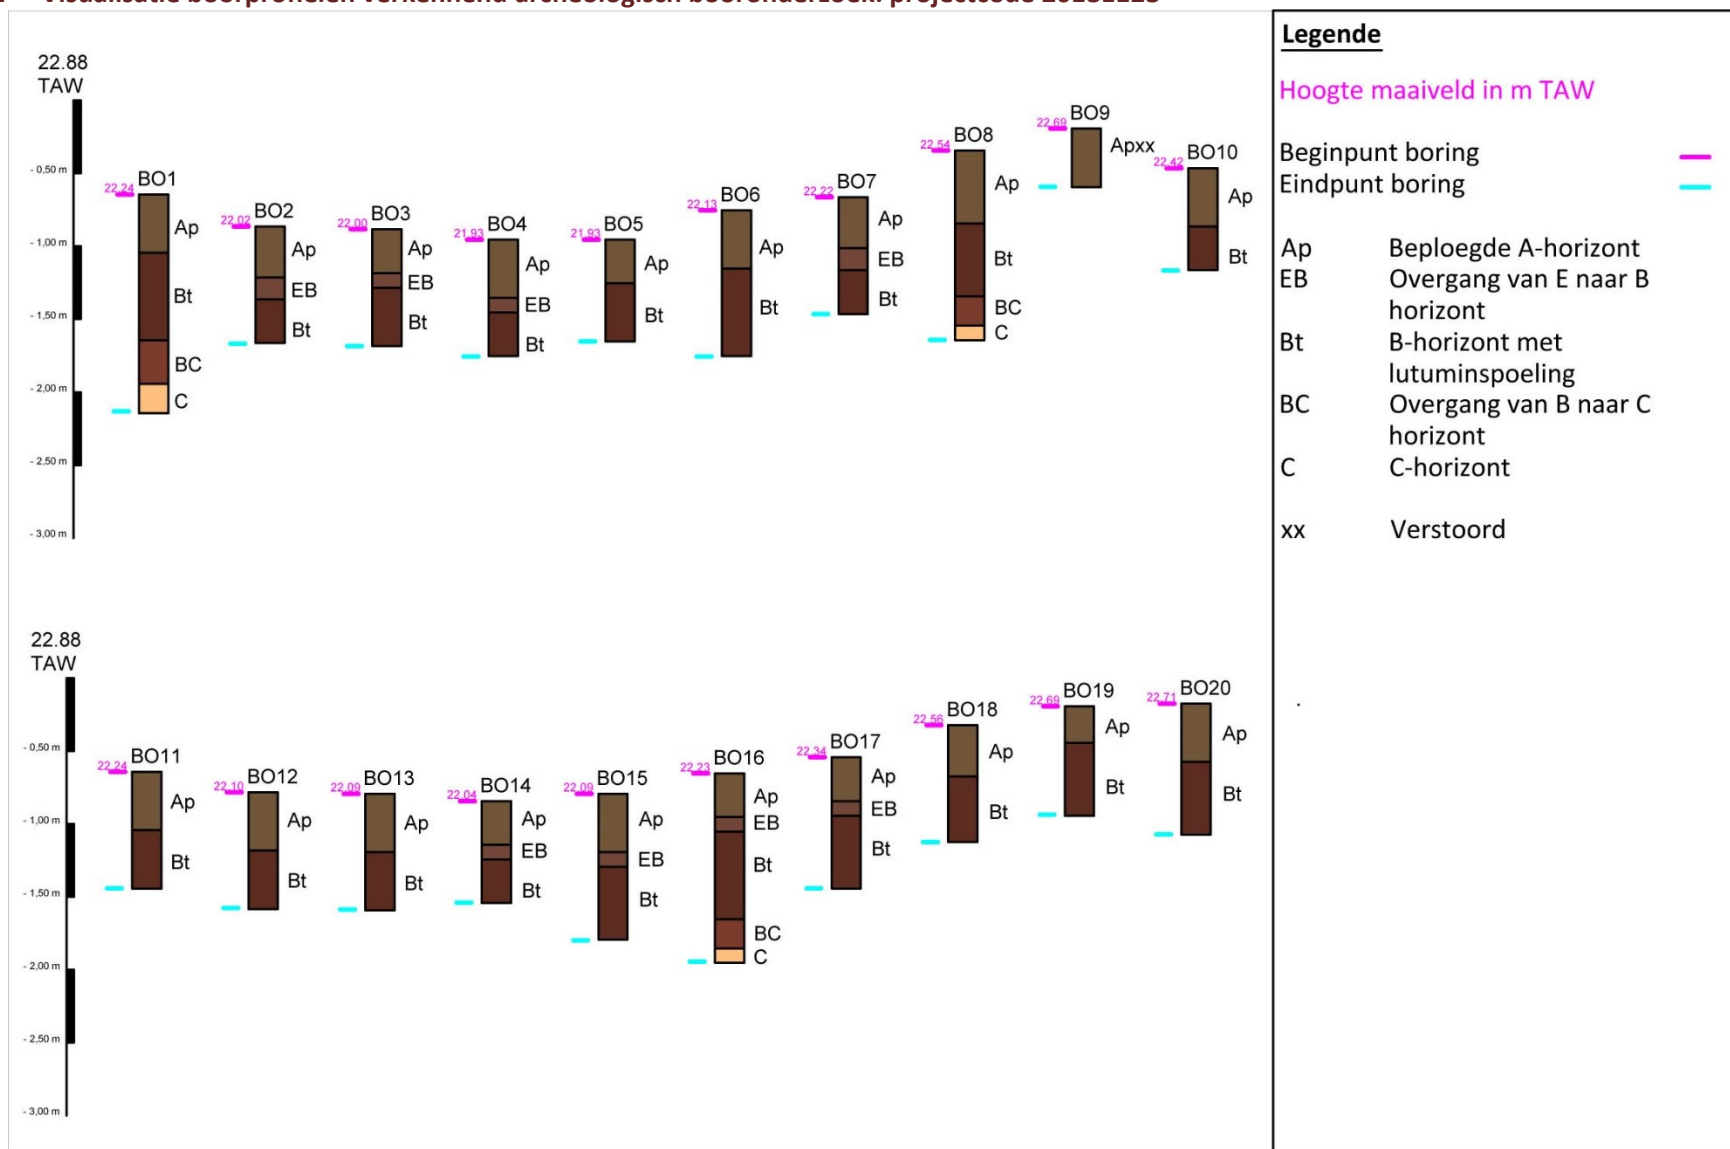 Legende
Hoogte maaiveld in m TAW
Beginpunt boring
Eindpunt boring
Ap Beploegde A-horizont
EB Overgang van E naar B
horizont
Bt B-horizont met
lutuminspoeling
BC Overgang van B naar C
horizont
C C-horizont
xx Verstoord
22.88
TAW
- 0,50 m
- 1,00 m
- 1,50 m
- 2,00 m
- 2,50 m
- 3,00 m
22.24 BO1
Ap
Bt
BC
C
22.02 BO2
Ap
EB
Bt
22.00 BO3
Ap
EB
Bt
21.93 BO4
Ap
EB
Bt
21.93 BO5
Ap
Bt
22.13 BO6
Ap
Bt
22.22 BO7
Ap
EB
Bt
22.54 BO8
Ap
Bt
BC
C
22.69 BO9
Apxx
22.42 BO10
Ap
Bt
22.88
TAW
- 0,50 m
- 1,00 m
- 1,50 m
- 2,00 m
- 2,50 m
- 3,00 m
22.24 BO11
Ap
Bt
22.10 BO12
Ap
Bt
22.09 BO13
Ap
Bt
22.04 BO14
Ap
EB
Bt
22.09 BO15
Ap
EB
Bt
22.23 BO16
Ap
EB
Bt
BC
C
22.34 BO17
Ap
EB
Bt
22.56 BO18
Ap
Bt
22.69 BO19
Ap
Bt
22.71 BO20
Ap
Bt